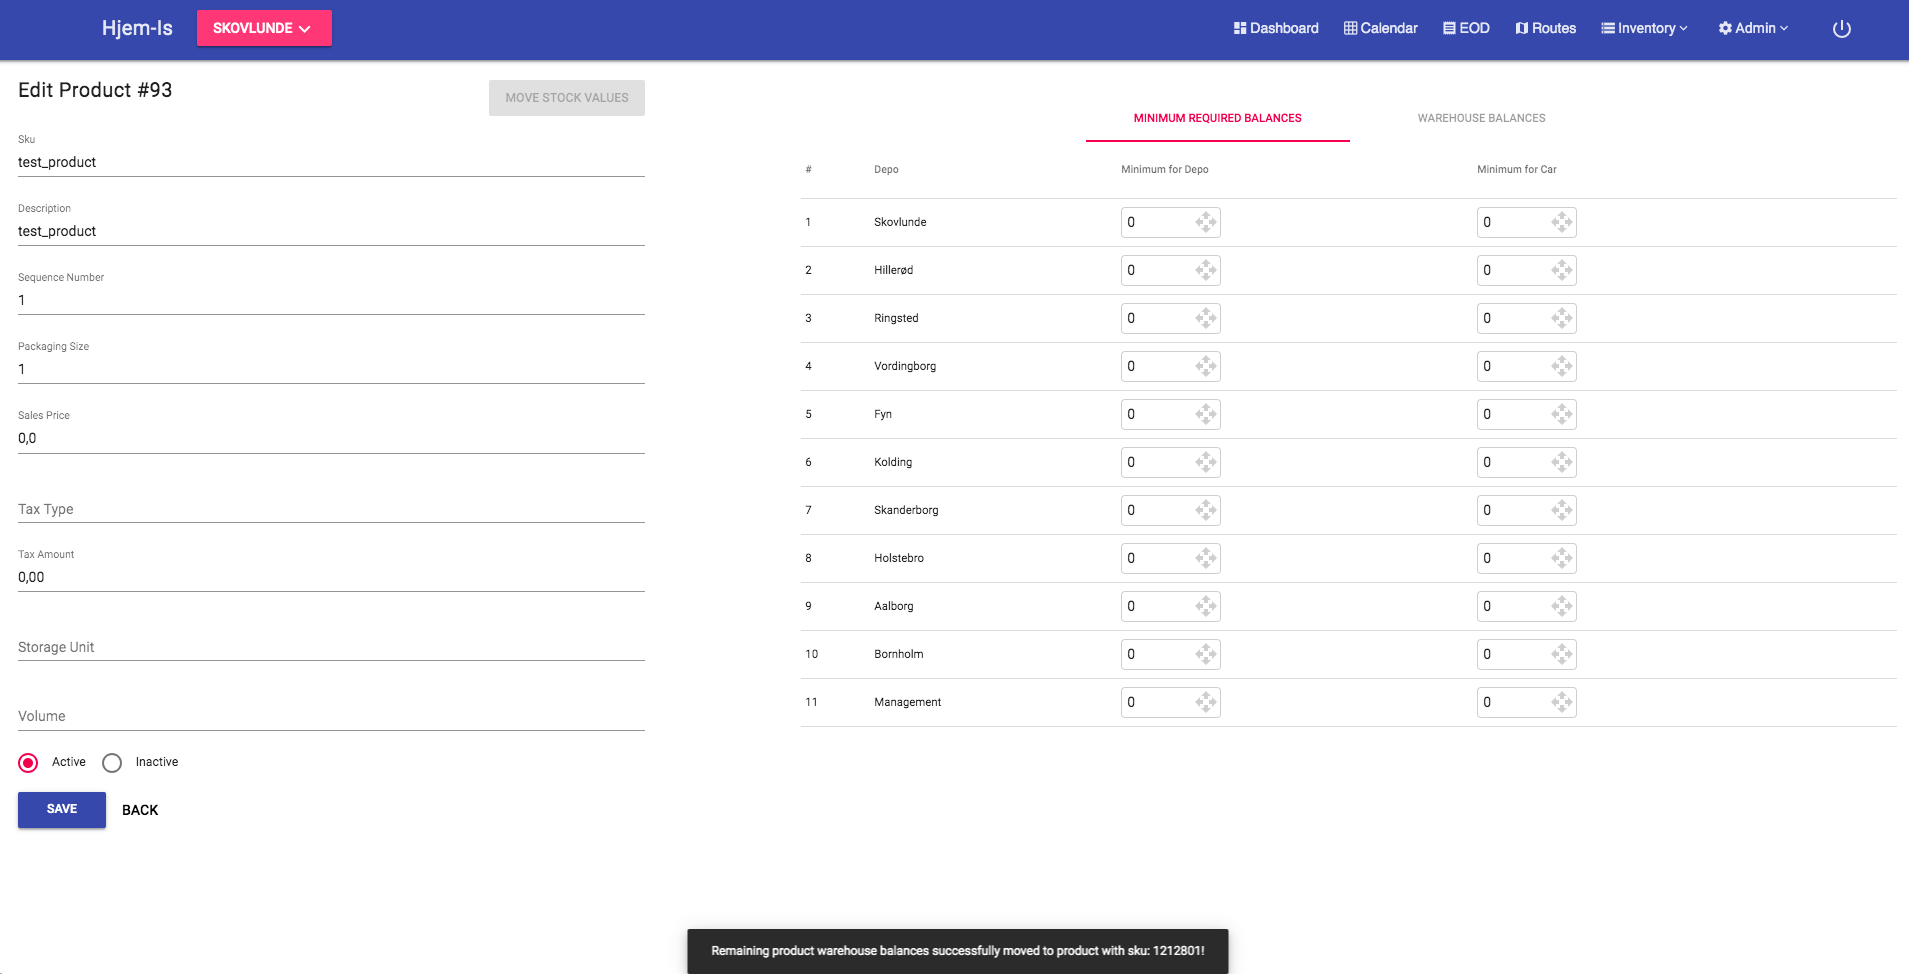 Hjem-Is
SKOVLUNDE
Dashboard
Calendar
EOD
Routes
Inventory
Admin
Edit Product #93
MOVE STOCK VALUES
Sku
test_product
Description
test_product
Sequence Number
1
Packaging Size
1
Sales Price
0,0
Tax Type
Tax Amount
0,00
Storage Unit
Volume
Active
Inactive
SAVE
BACK
MINIMUM REQUIRED BALANCES
WAREHOUSE BALANCES
# Depo Minimum for Depo Minimum for Car
1 Skovlunde 0 0
2 Hillerød 0 0
3 Ringsted 0 0
4 Vordingborg 0 0
5 Fyn 0 0
6 Kolding 0 0
7 Skanderborg 0 0
8 Holstebro 0 0
9 Aalborg 0 0
10 Bornholm 0 0
11 Management 0 0
Remaining product warehouse balances successfully moved to product with sku: 1212801!